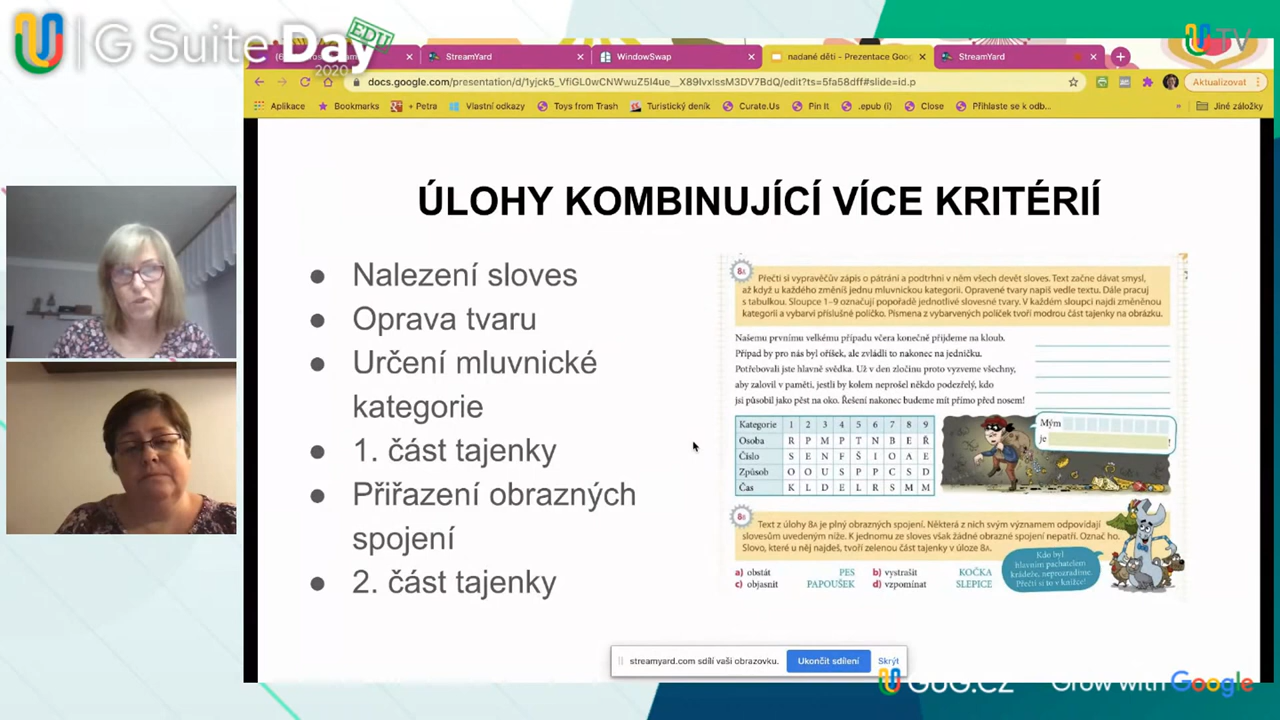 G Suite Day
EDU
2020
TV
StreamYard
WindowSwap
nadané děti - Prezentace Goo
StreamYard
docs.google.com/presentation/d/1yjck5_VfiGL0wCNWwuZ5I4ue__X89IvxIssM3DV7BdQ/edit?ts=5fa58dff#slide=id.p
Aktualizovat
Aplikace
Bookmarks
+ Petra
Vlastní odkazy
Toys from Trash
Turistický deník
Curate.Us
Pin It
.epub (i)
Close
Přihlaste se k odb...
»
Jiné záložky
ÚLOHY KOMBINUJÍCÍ VÍCE KRITÉRIÍ
● Nalezení sloves
● Oprava tvaru
● Určení mluvnické
kategorie
● 1. část tajenky
● Přiřazení obrazných
spojení
● 2. část tajenky
8A
Přečti si vypravěčův zápis o pátrání a podtrhni v něm všech devět sloves. Text začne dávat smysl,
až když u každého změníš jednu mluvnickou kategorii. Opravené tvary napiš vedle textu. Dále pracuj
s tabulkou. Sloupce 1–9 označují popořadě jednotlivé slovesné tvary. V každém sloupci najdi změněnou
kategorii a vybarvi příslušné políčko. Písmena z vybarvených políček tvoří modrou část tajenky na obrázku.
Našemu prvnímu velkému případu včera konečně přijdeme na kloub.
Případ by pro nás byl oříšek, ale zvládli to nakonec na jedničku.
Potřebovali jste hlavně svědka. Už v den zločinu proto vyzveme všechny,
aby zalovil v paměti, jestli by kolem neprošel někdo podezřelý, kdo
jsi působil jako pěst na oko. Řešení nakonec budeme mít přímo před nosem!
Kategorie 1 2 3 4 5 6 7 8 9
Osoba R P M P T N B E Ř
Číslo S E N F Š I O A E
Způsob O O U S P P C S D
Čas K L D E L R S M M
Mým
je !
8B
Text z úlohy 8A je plný obrazných spojení. Některá z nich svým významem odpovídají
slovesům uvedeným níže. K jednomu ze sloves však žádné obrazné spojení nepatří. Označ ho.
Slovo, které u něj najdeš, tvoří zelenou část tajenky v úloze 8A.
a) obstát PES b) vystrašit KOČKA
c) objasnit PAPOUŠEK d) vzpomínat SLEPICE
Kdo byl
hlavním pachatelem
krádeže, neprozradíme.
Přečti si to v knížce!
streamyard.com sdílí vaši obrazovku.
Ukončit sdílení
Skrýt
GUG.CZ
Grow with Google